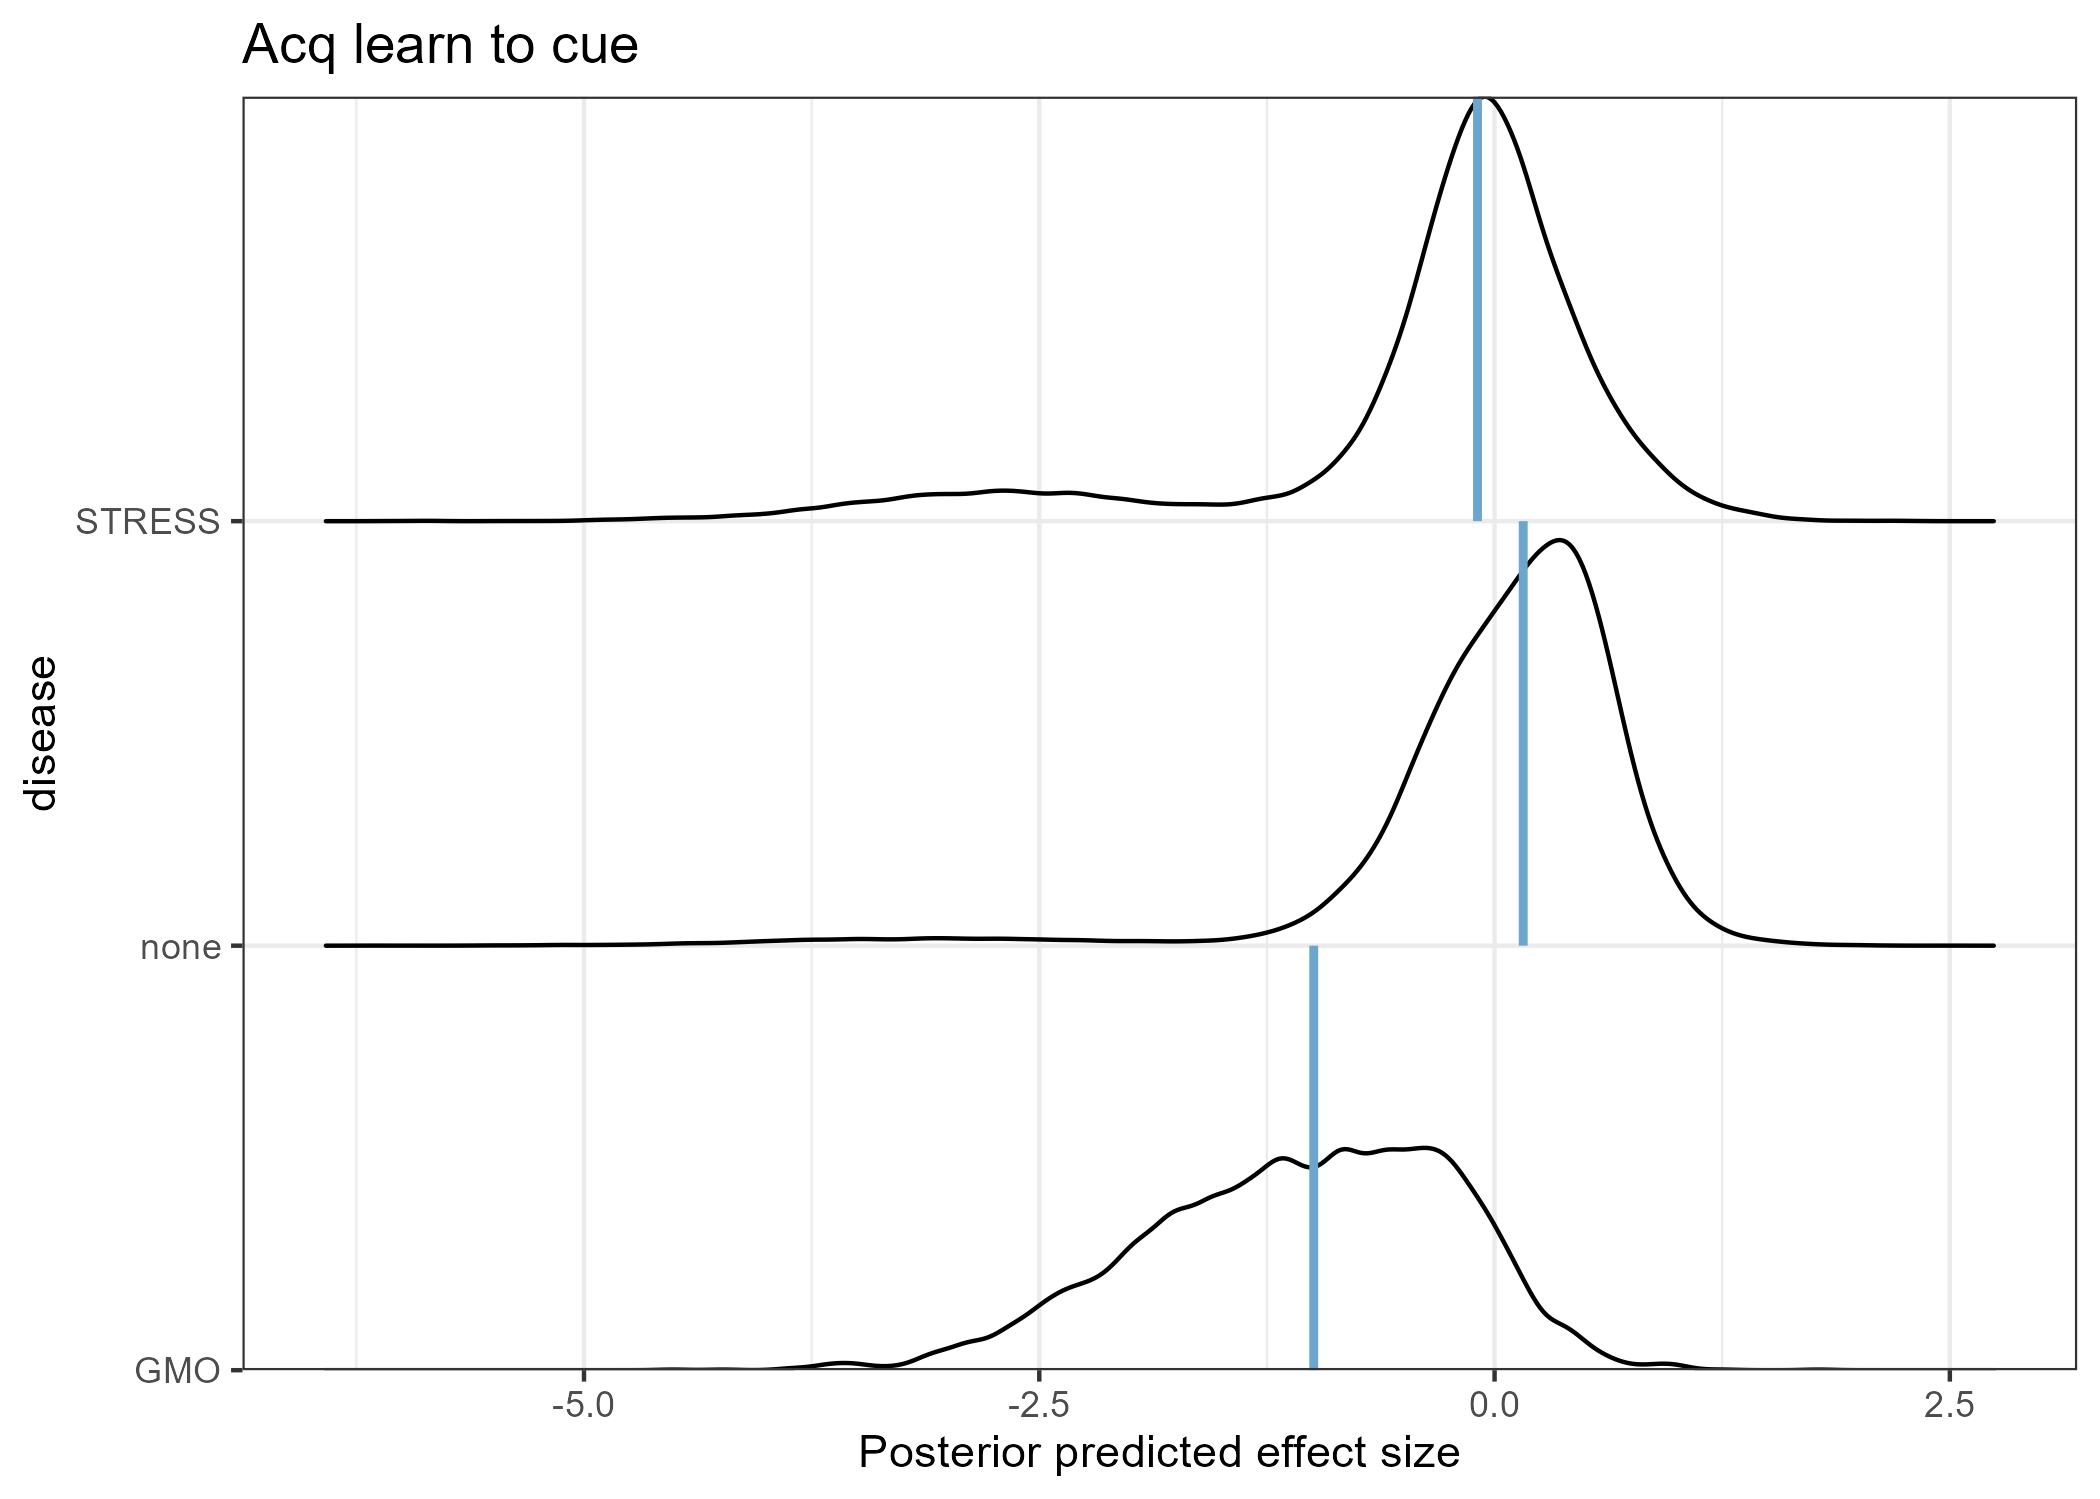 Acq learn to cue
disease
STRESS
none
GMO
-5.0
-2.5
0.0
2.5
Posterior predicted effect size